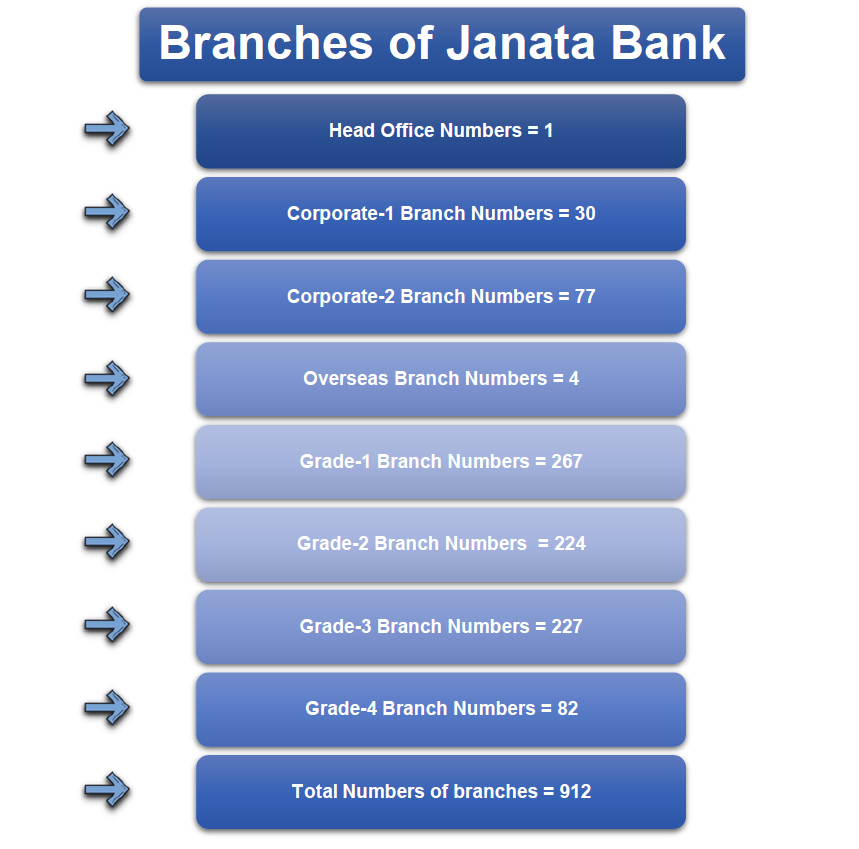 Branches of Janata Bank
Head Office Numbers = 1
Corporate-1 Branch Numbers = 30
Corporate-2 Branch Numbers = 77
Overseas Branch Numbers = 4
Grade-1 Branch Numbers = 267
Grade-2 Branch Numbers  = 224
Grade-3 Branch Numbers = 227
Grade-4 Branch Numbers = 82
Total Numbers of branches = 912